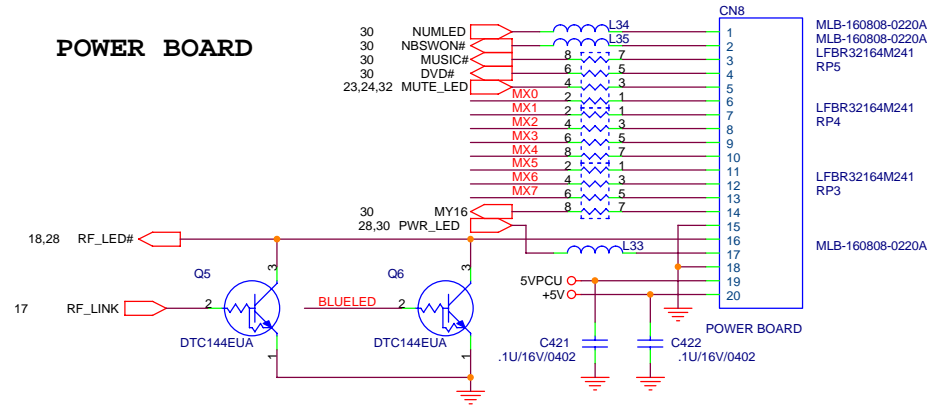 POWER BOARD
CN8
30 NUMLED L34 1 MLB-160808-0220A
30 NBSWON# L35 2 MLB-160808-0220A
30 MUSIC# 8 7 3 LFBR32164M241
30 DVD# 6 5 4 RP5
23,24,32 MUTE_LED 4 3 5
MX0 2 1 6
MX1 2 1 7 LFBR32164M241
MX2 4 3 8 RP4
MX3 6 5 9
MX4 8 7 10
MX5 2 1 11
MX6 4 3 12 LFBR32164M241
MX7 6 5 13 RP3
30 MY16 8 7 14
28,30 PWR_LED 15
18,28 RF_LED# 16
L33 17 MLB-160808-0220A
18
5VPCU 19
+5V 20
POWER BOARD
Q5 3
Q6 3
17 RF_LINK 2
BLUELED 2
DTC144EUA 1
DTC144EUA 1
C421
.1U/16V/0402
C422
.1U/16V/0402